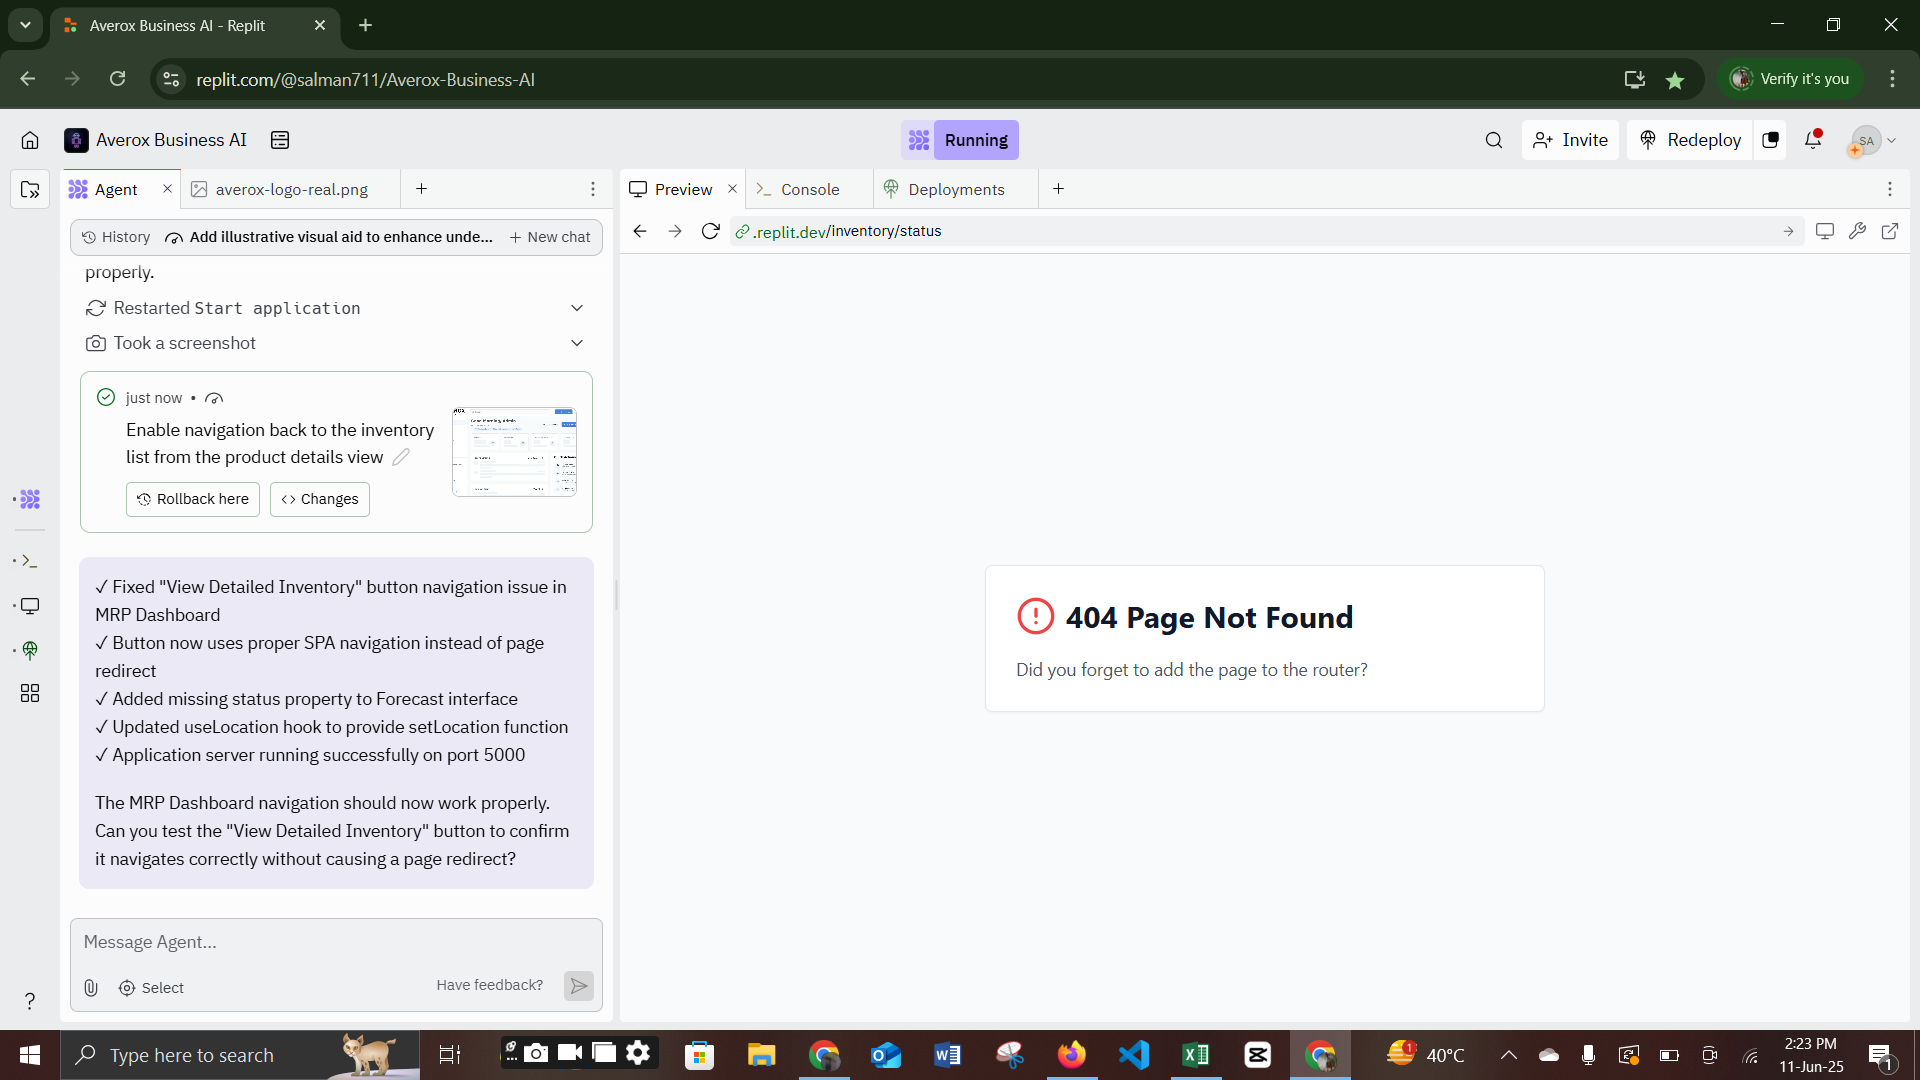 Averox Business AI - Replit
replit.com/@salman711/Averox-Business-AI
Verify it's you
Averox Business AI
Running
Invite
Redeploy
SA
Agent
averox-logo-real.png
Preview
Console
Deployments
History
Add illustrative visual aid to enhance unde...
New chat
.replit.dev/inventory/status
properly.
Restarted Start application
Took a screenshot
just now •
Enable navigation back to the inventory
list from the product details view
Rollback here
Changes
✓ Fixed "View Detailed Inventory" button navigation issue in
MRP Dashboard
✓ Button now uses proper SPA navigation instead of page
redirect
✓ Added missing status property to Forecast interface
✓ Updated useLocation hook to provide setLocation function
✓ Application server running successfully on port 5000
The MRP Dashboard navigation should now work properly.
Can you test the "View Detailed Inventory" button to confirm
it navigates correctly without causing a page redirect?
Message Agent...
Select
Have feedback?
404 Page Not Found
Did you forget to add the page to the router?
?
Type here to search
1
40°C
2:23 PM
11-Jun-25
1